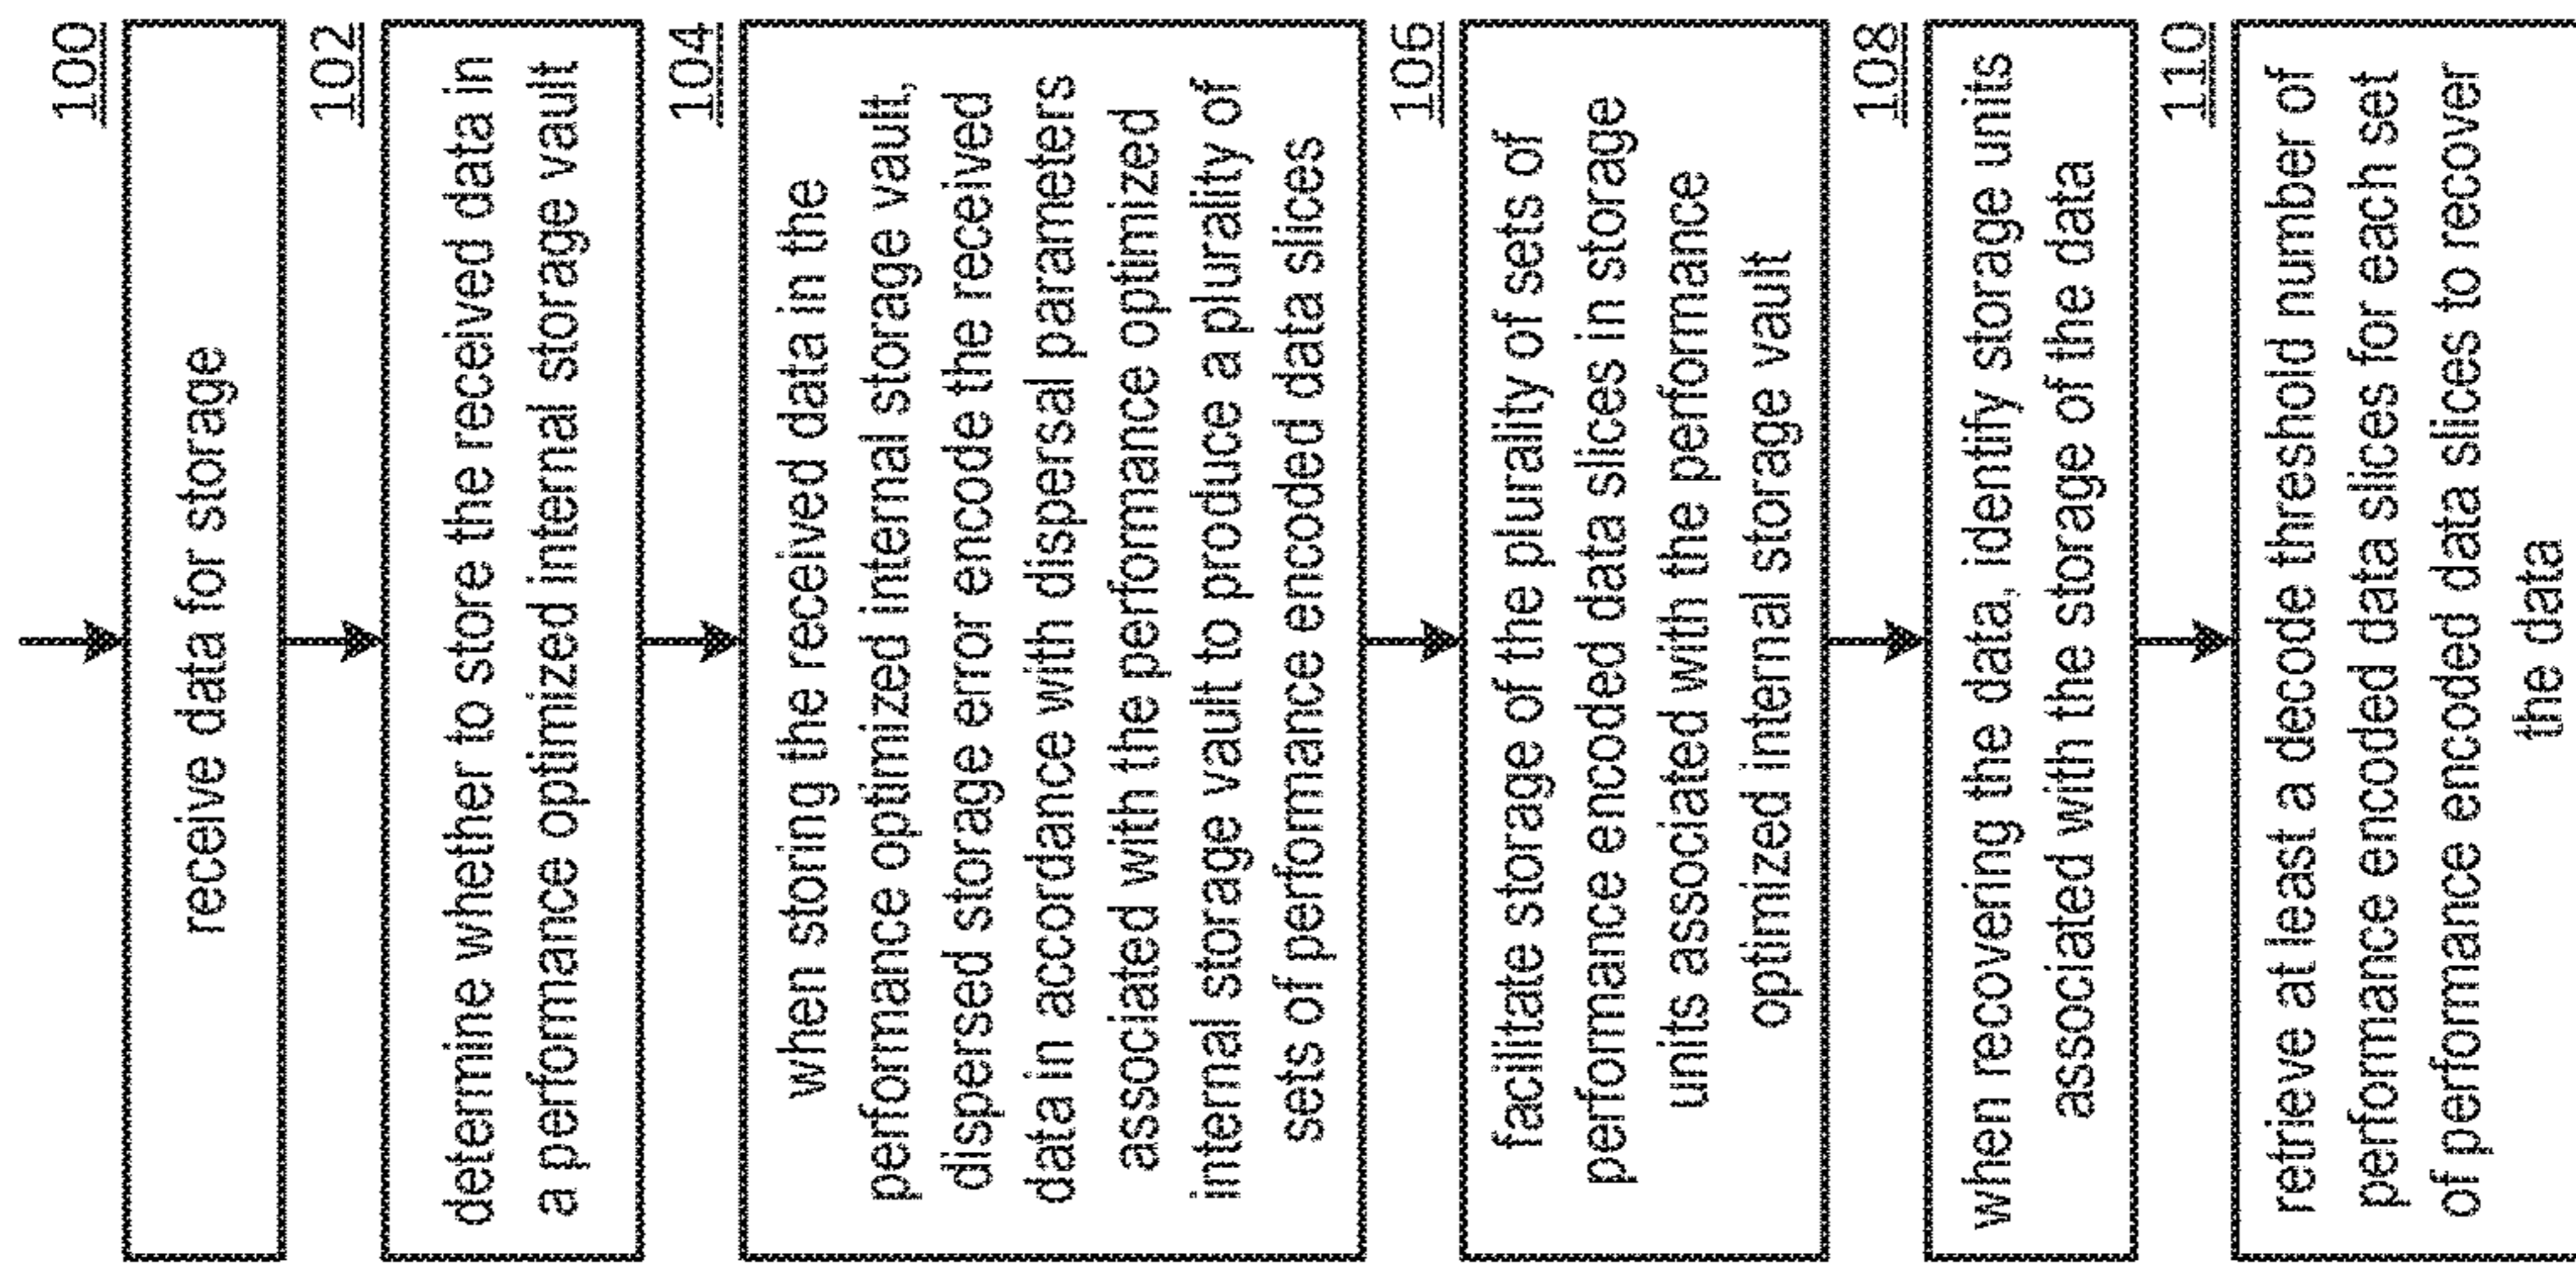 100
receive data for storage
102
determine whether to store the received data in
a performance optimized internal storage vault
104
when storing the received data in the
performance optimized internal storage vault,
dispersed storage error encode the received
data in accordance with dispersal parameters
associated with the performance optimized
internal storage vault to produce a plurality of
sets of performance encoded data slices
106
facilitate storage of the plurality of sets of
performance encoded data slices in storage
units associated with the performance
optimized internal storage vault
108
when recovering the data, identify storage units
associated with the storage of the data
110
retrieve at least a decode threshold number of
performance encoded data slices for each set
of performance encoded data slices to recover
the data